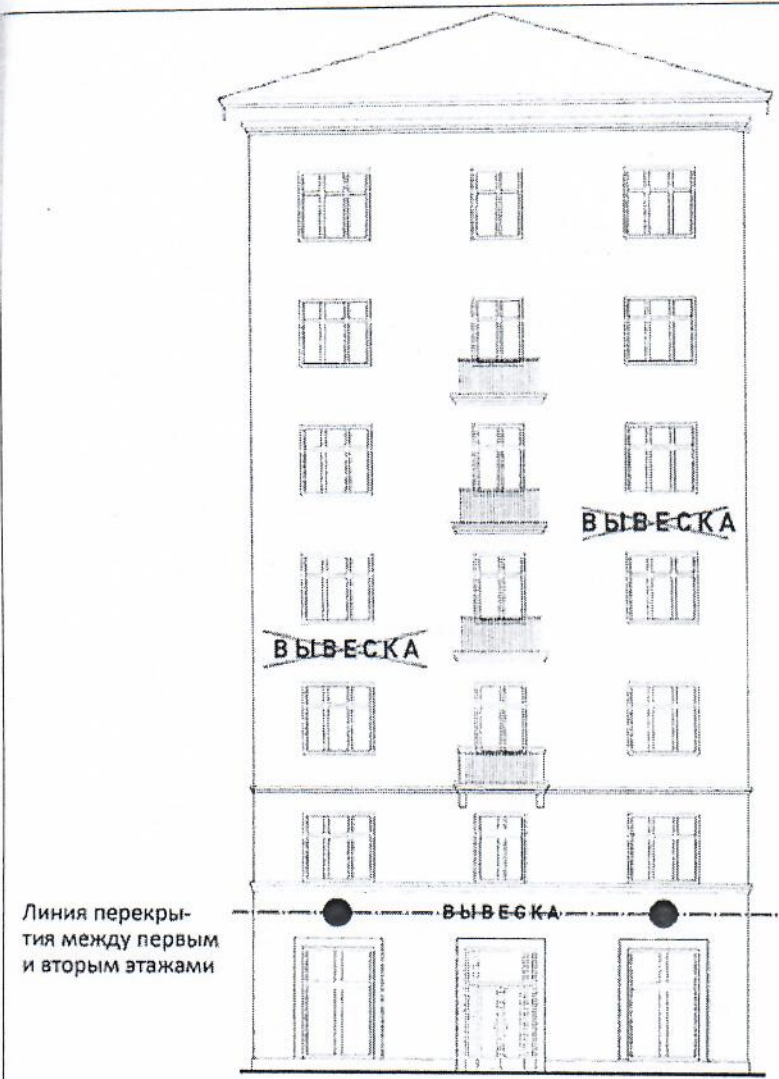 ВЫВЕСКА
ВЫВЕСКА
Линия перекры-
тия между первым
и вторым этажами
ВЫВЕСКА